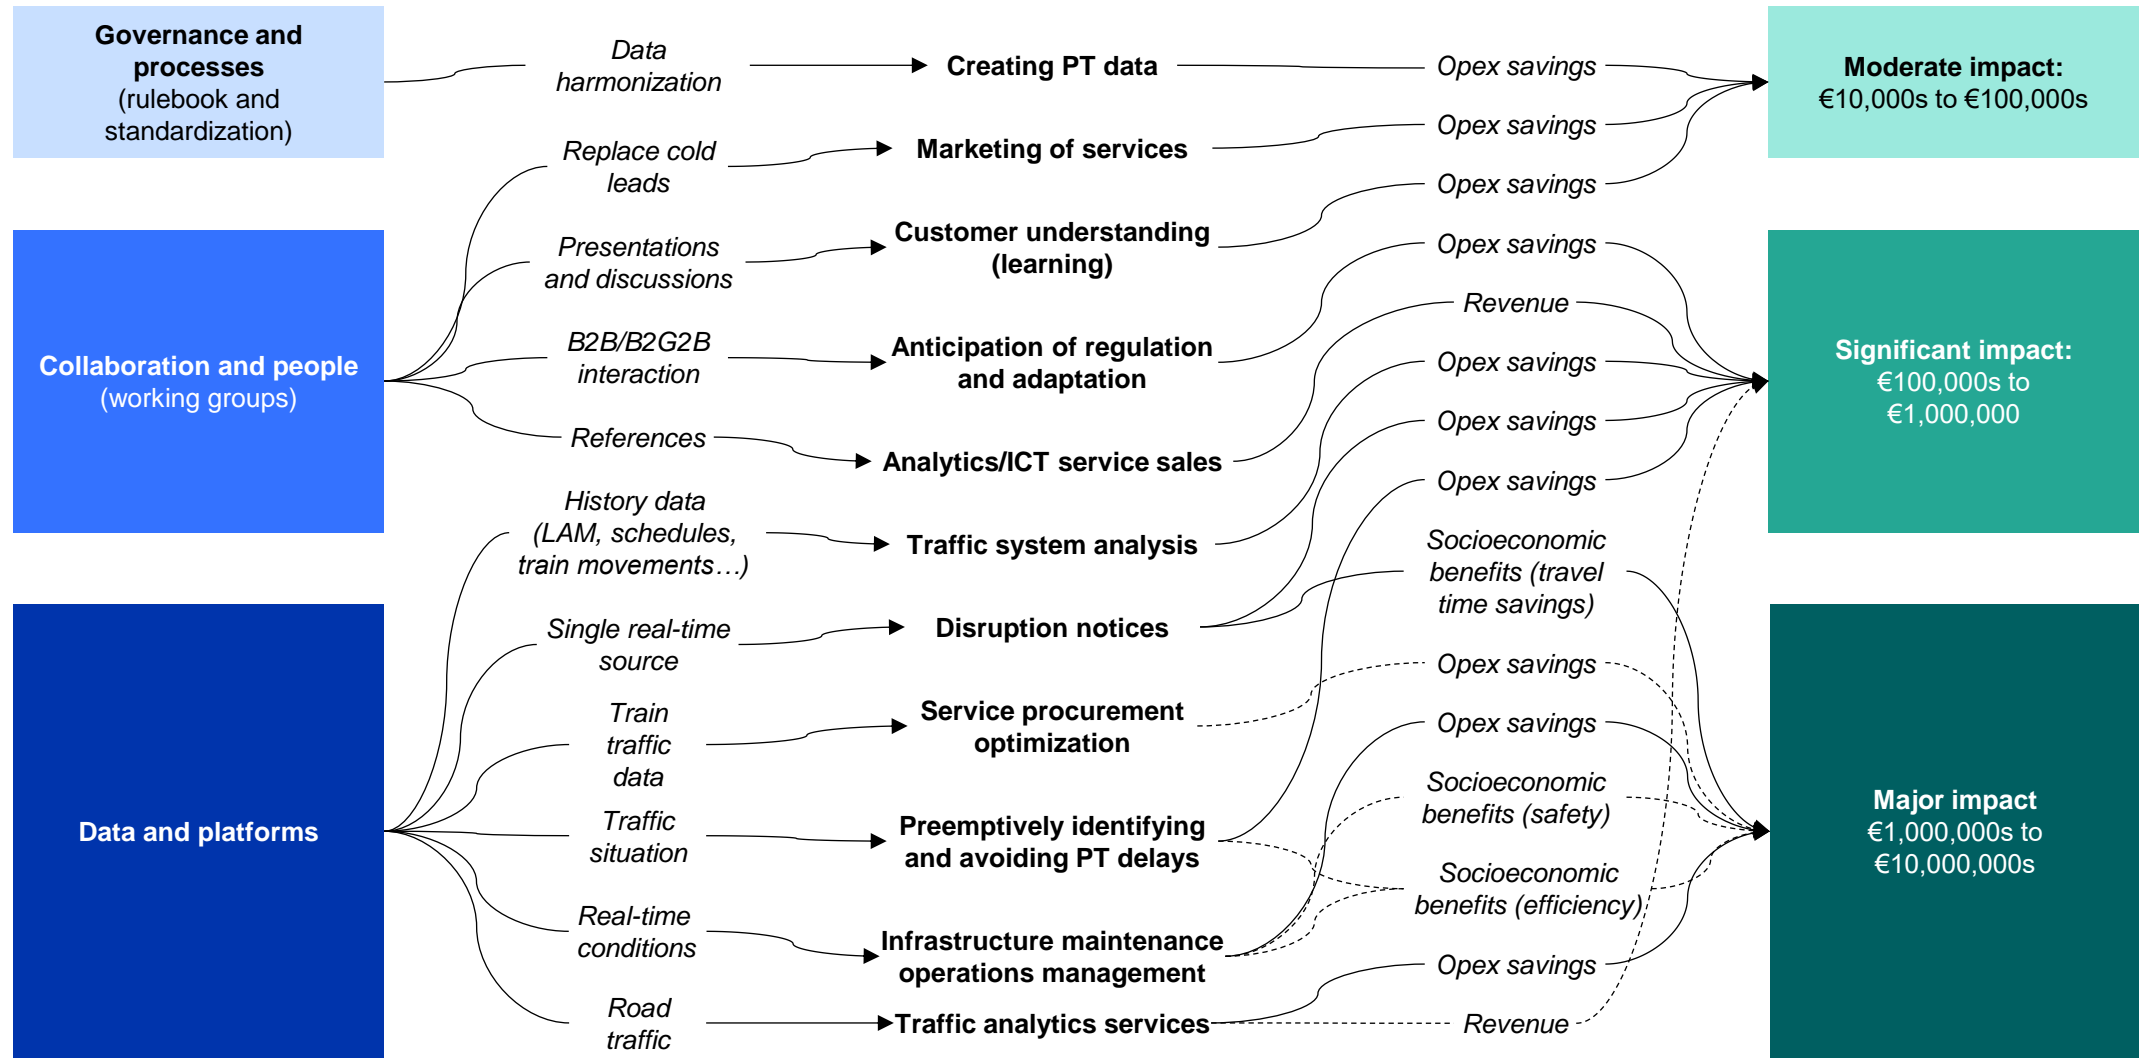 Governance and
processes
(rulebook and
standardization)
Collaboration and people
(working groups)
Data and platforms
Data
harmonization
Replace cold
leads
Presentations
and discussions
B2B/B2G2B
interaction
References
History data
(LAM, schedules,
train movements…)
Single real-time
source
Train
traffic
data
Traffic
situation
Real-time
conditions
Road
traffic
Creating PT data
Marketing of services
Customer understanding
(learning)
Anticipation of regulation
and adaptation
Analytics/ICT service sales
Traffic system analysis
Disruption notices
Service procurement
optimization
Preemptively identifying
and avoiding PT delays
Infrastructure maintenance
operations management
Traffic analytics services
Opex savings
Opex savings
Opex savings
Opex savings
Revenue
Opex savings
Opex savings
Opex savings
Socioeconomic
benefits (travel
time savings)
Opex savings
Opex savings
Socioeconomic
benefits (safety)
Socioeconomic
benefits (efficiency)
Opex savings
Revenue
Moderate impact:
€10,000s to €100,000s
Significant impact:
€100,000s to
€1,000,000
Major impact
€1,000,000s to
€10,000,000s